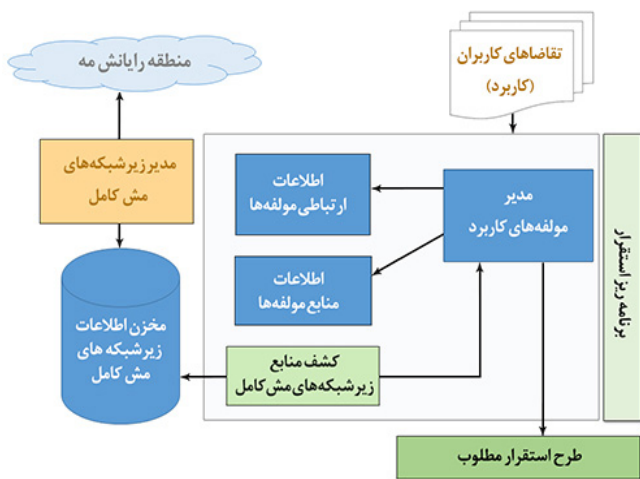 تقاضاهای کاربران
(کاربرد)
منطقه رایانش مه
مدیر زیرشبکه‌های
مش کامل
اطلاعات
ارتباطی مولفه‌ها
مدیر
مولفه‌های کاربرد
اطلاعات
منابع مولفه‌ها
برنامه ریز استقرار
مخزن اطلاعات
زیرشبکه های
مش کامل
کشف منابع
زیرشبکه‌های مش کامل
طرح استقرار مطلوب